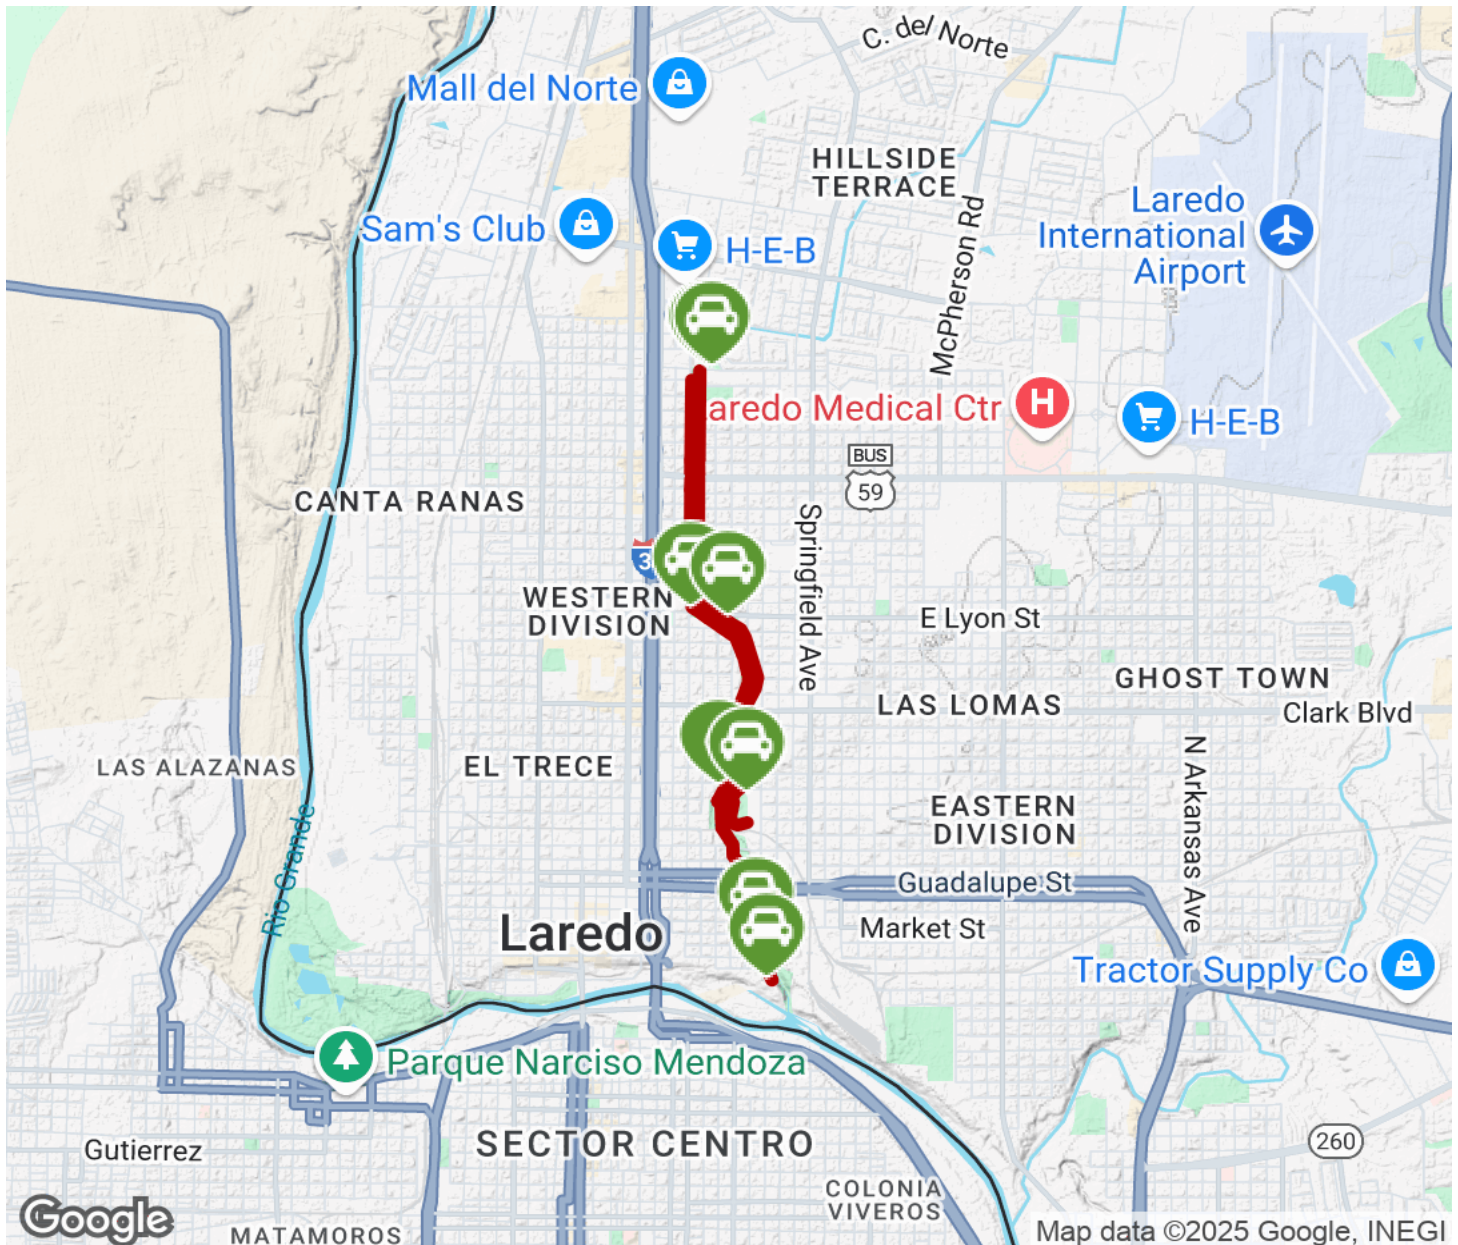 C. del Norte
Mall del Norte
HILLSIDE
TERRACE
McPherson Rd
Laredo
International
Airport
Sam's Club
H-E-B
aredo Medical Ctr
H
H-E-B
BUS
59
CANTA RANAS
Springfield Ave
3
WESTERN
DIVISION
E Lyon St
GHOST TOWN
LAS LOMAS
Clark Blvd
LAS ALAZANAS
EL TRECE
N Arkansas Ave
EASTERN
DIVISION
Rio Grande
Guadalupe St
Laredo
Market St
Tractor Supply Co
Parque Narciso Mendoza
Gutierrez
SECTOR CENTRO
260
COLONIA
VIVEROS
Google
MATAMOROS
Map data ©2025 Google, INEGI